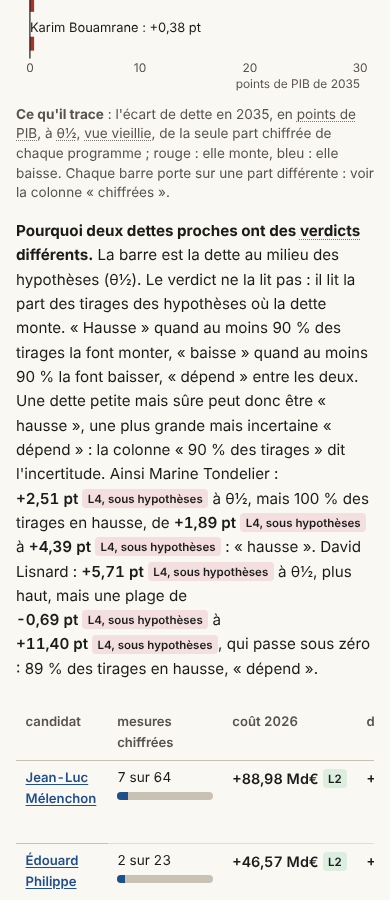 Karim Bouamrane : +0,38 pt
0 10 20 30
points de PIB de 2035
Ce qu'il trace : l'écart de dette en 2035, en points de
PIB, à θ½, vue vieillie, de la seule part chiffrée de
chaque programme ; rouge : elle monte, bleu : elle
baisse. Chaque barre porte sur une part différente : voir
la colonne « chiffrées ».
Pourquoi deux dettes proches ont des verdicts
différents. La barre est la dette au milieu des
hypothèses (θ½). Le verdict ne la lit pas : il lit la
part des tirages des hypothèses où la dette
monte. « Hausse » quand au moins 90 % des
tirages la font monter, « baisse » quand au moins
90 % la font baisser, « dépend » entre les deux.
Une dette petite mais sûre peut donc être «
hausse », une plus grande mais incertaine «
dépend » : la colonne « 90 % des tirages » dit
l'incertitude. Ainsi Marine Tondelier :
+2,51 pt L4, sous hypothèses à θ½, mais 100 % des
tirages en hausse, de +1,89 pt L4, sous hypothèses
à +4,39 pt L4, sous hypothèses : « hausse ». David
Lisnard : +5,71 pt L4, sous hypothèses à θ½, plus
haut, mais une plage de
-0,69 pt L4, sous hypothèses à
+11,40 pt L4, sous hypothèses , qui passe sous zéro
: 89 % des tirages en hausse, « dépend ».
candidat mesures chiffrées coût 2026 d
Jean-Luc Mélenchon 7 sur 64 +88,98 Md€ L2 +
Édouard Philippe 2 sur 23 +46,57 Md€ L2 +